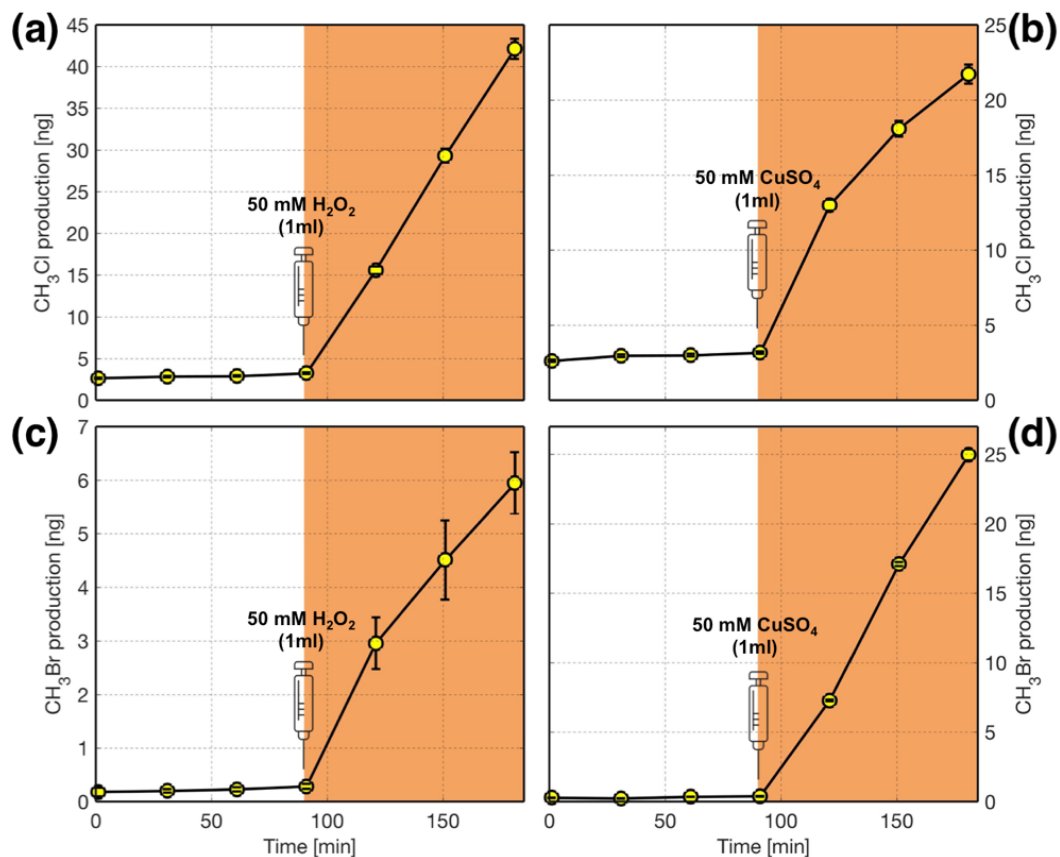 (a)
CH₃Cl production [ng]
45
40
35
30
25
20
15
10
5
0
50 mM H₂O₂
(1ml)
(b)
CH₃Cl production [ng]
25
20
15
10
5
0
50 mM CuSO₄
(1ml)
(c)
CH₃Br production [ng]
7
6
5
4
3
2
1
0
50 mM H₂O₂
(1ml)
0
50
100
150
Time [min]
(d)
CH₃Br production [ng]
25
20
15
10
5
0
50 mM CuSO₄
(1ml)
0
50
100
150
Time [min]